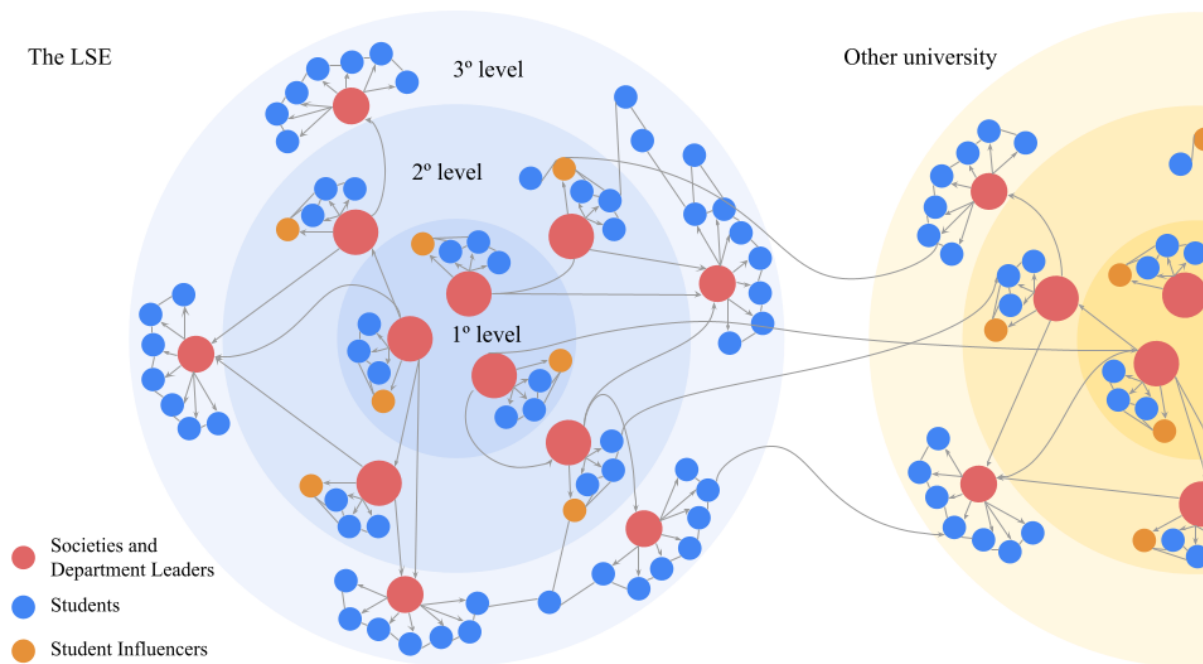 The LSE
Other university
3º level
2º level
1º level
Societies and
Department Leaders
Students
Student Influencers